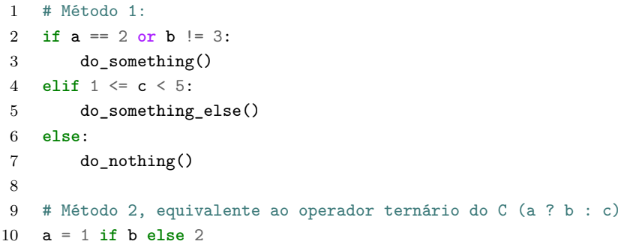 1 # Método 1:
2 if a == 2 or b != 3:
3     do_something()
4 elif 1 <= c < 5:
5     do_something_else()
6 else:
7     do_nothing()
8
9 # Método 2, equivalente ao operador ternário do C (a ? b : c)
10 a = 1 if b else 2